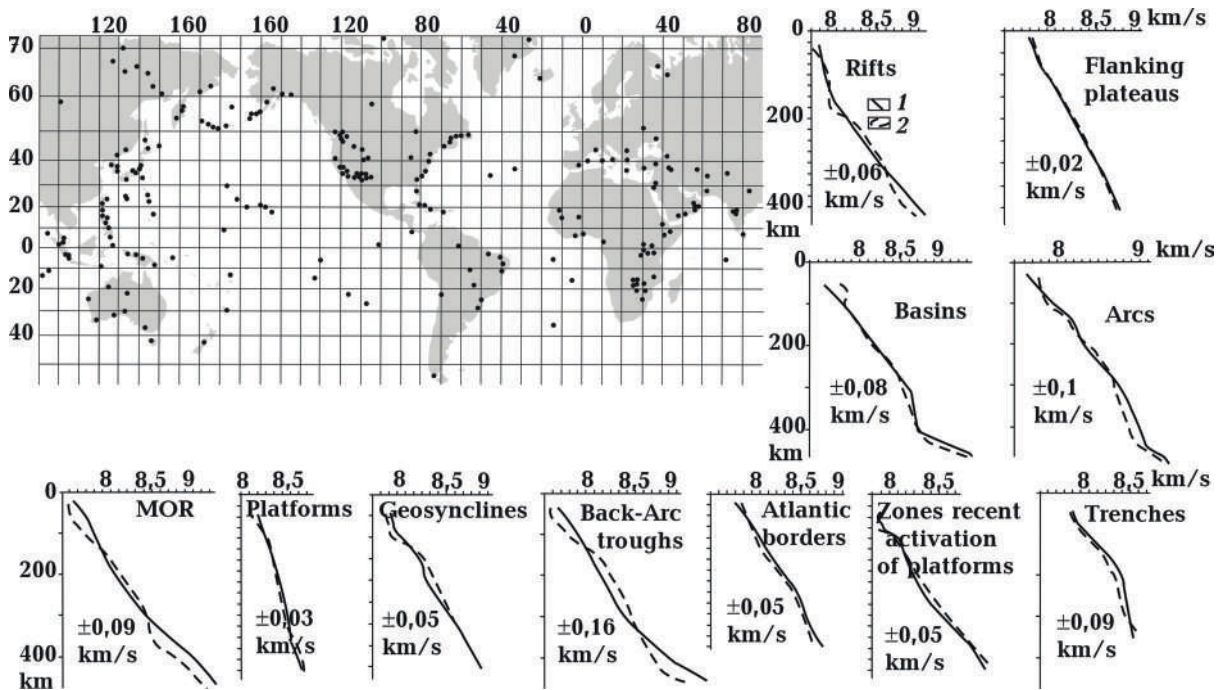 120 160 160 120 80 40 0 40 80
70
60
40
20
0
20
40
8 8,5 9
0
200
400
km
Rifts
1
2
±0,06
km/s
8 8,5 9 km/s
Flanking
plateaus
±0,02
km/s
8 8,5 9
0
200
400
km
Basins
±0,08
km/s
8 9 km/s
Arcs
±0,1
km/s
8 8,5 9
0
200
400
MOR
±0,09
km/s
8 8,5
Platforms
±0,03
km/s
8 8,5 9
Geosynclines
±0,05
km/s
8 8,5 9
Back-Arc
troughs
±0,16
km/s
8 8,5
Atlantic
borders
±0,05
km/s
8 8,5
Zones recent
activation
of platforms
±0,05
km/s
8 8,5 km/s
Trenches
±0,09
km/s